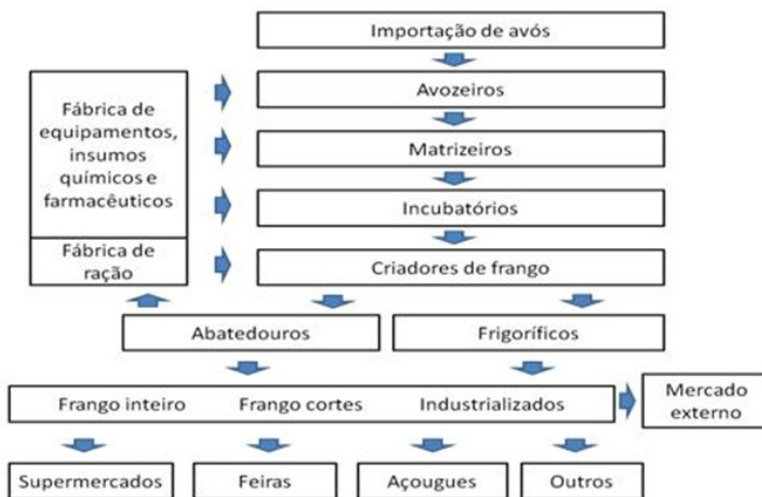 Importação de avós
Fábrica de
equipamentos,
insumos
químicos e
farmacêuticos
Fábrica de
ração
Avozeiros
Matrizeiros
Incubatórios
Criadores de frango
Abatedouros
Frigoríficos
Frango inteiro Frango cortes Industrializados
Mercado
externo
Supermercados
Feiras
Açougues
Outros